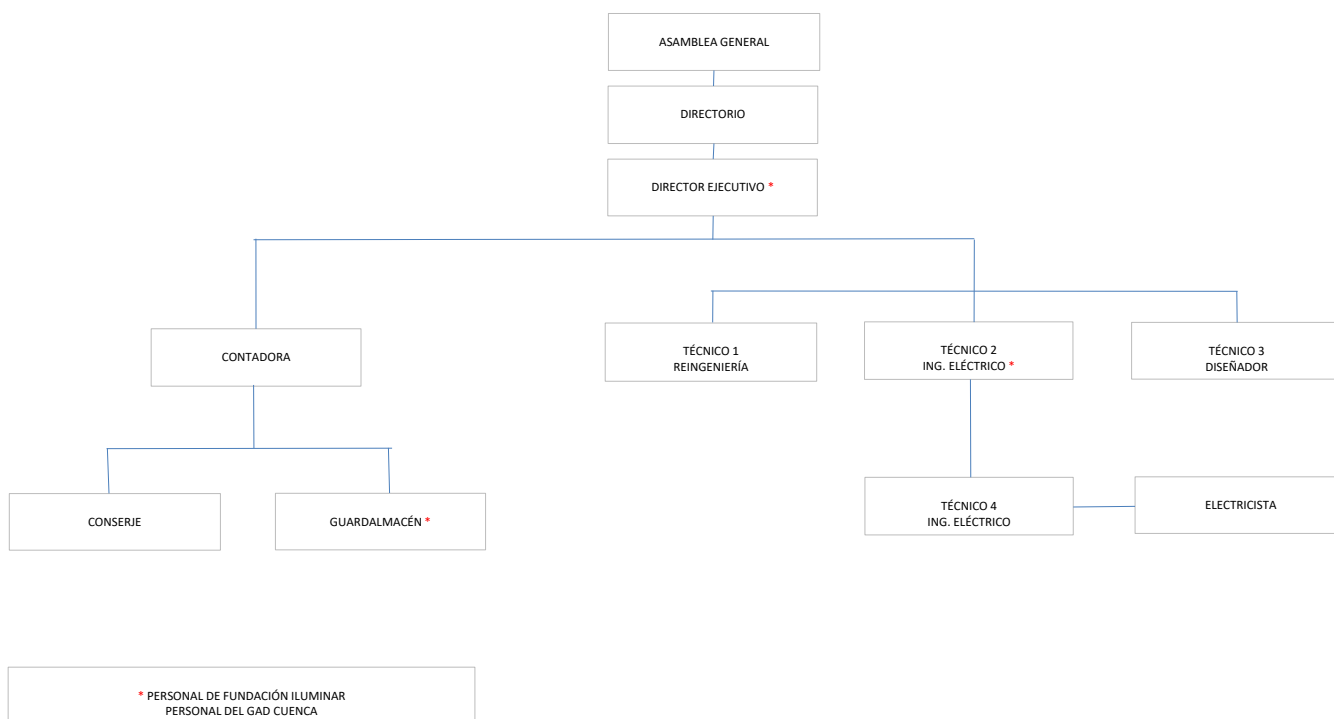 ASAMBLEA GENERAL
DIRECTORIO
DIRECTOR EJECUTIVO *
CONTADORA
TÉCNICO 1
REINGENIERÍA
TÉCNICO 2
ING. ELÉCTRICO *
TÉCNICO 3
DISEÑADOR
CONSERJE
GUARDALMACÉN *
TÉCNICO 4
ING. ELÉCTRICO
ELECTRICISTA
* PERSONAL DE FUNDACIÓN ILUMINAR
PERSONAL DEL GAD CUENCA